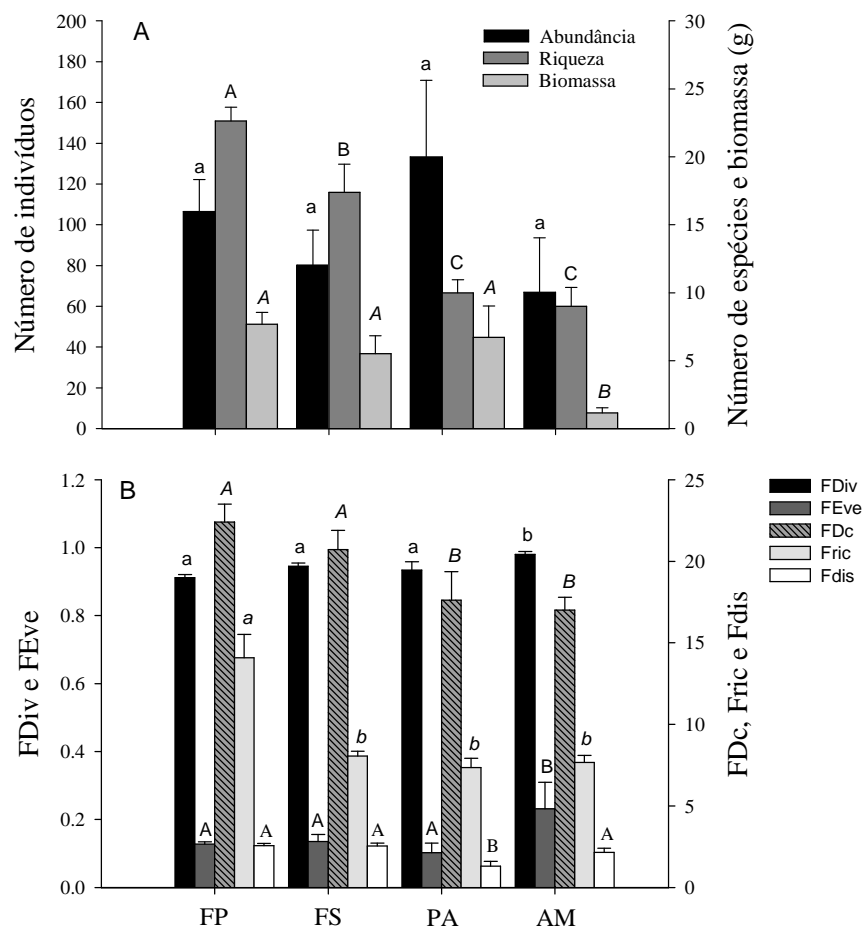 A
Abundância
Riqueza
Biomassa
Número de indivíduos
200
180
160
140
120
100
80
60
40
20
0
Número de espécies e biomassa (g)
30
25
20
15
10
5
0
a A A
a B A
a C A
a C B
B
FDiv
FEve
FDc
Fric
Fdis
FDiv e FEve
1.2
1.0
0.8
0.6
0.4
0.2
0.0
FDc, Fric e Fdis
25
20
15
10
5
0
a A A a A
a A A b A
a A B b B
b B B b A
FP FS PA AM